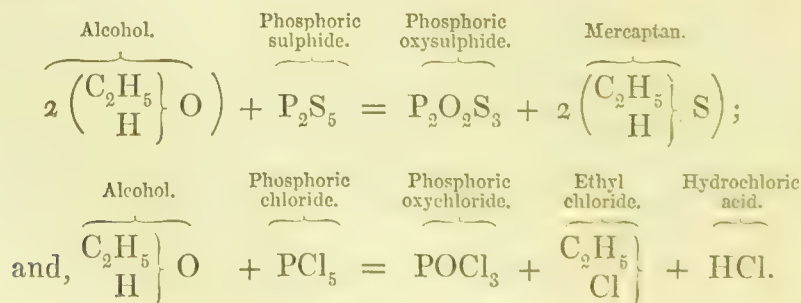 Alcohol. Phosphoric sulphide. Phosphoric oxysulphide. Mercaptan.
2 (C₂H₅ H} O) + P₂S₅ = P₂O₂S₃ + 2 (C₂H₅ H} S);
Alcohol. Phosphoric chloride. Phosphoric oxychloride. Ethyl chloride. Hydrochloric acid.
and, C₂H₅ H} O + PCl₅ = POCl₃ + C₂H₅ Cl} + HCl.